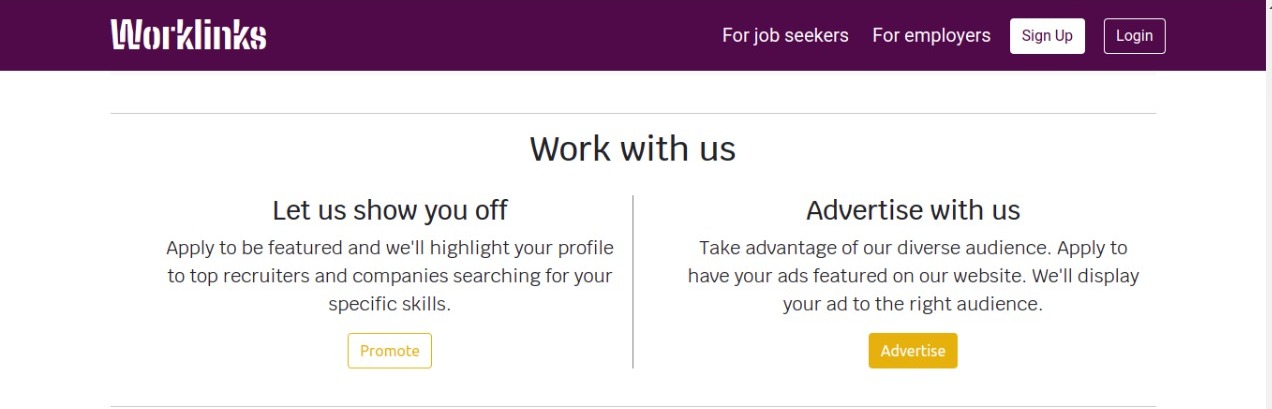 Worklinks
For job seekers
For employers
Sign Up
Login
Work with us
Let us show you off
Apply to be featured and we'll highlight your profile
to top recruiters and companies searching for your
specific skills.
Promote
Advertise with us
Take advantage of our diverse audience. Apply to
have your ads featured on our website. We'll display
your ad to the right audience.
Advertise